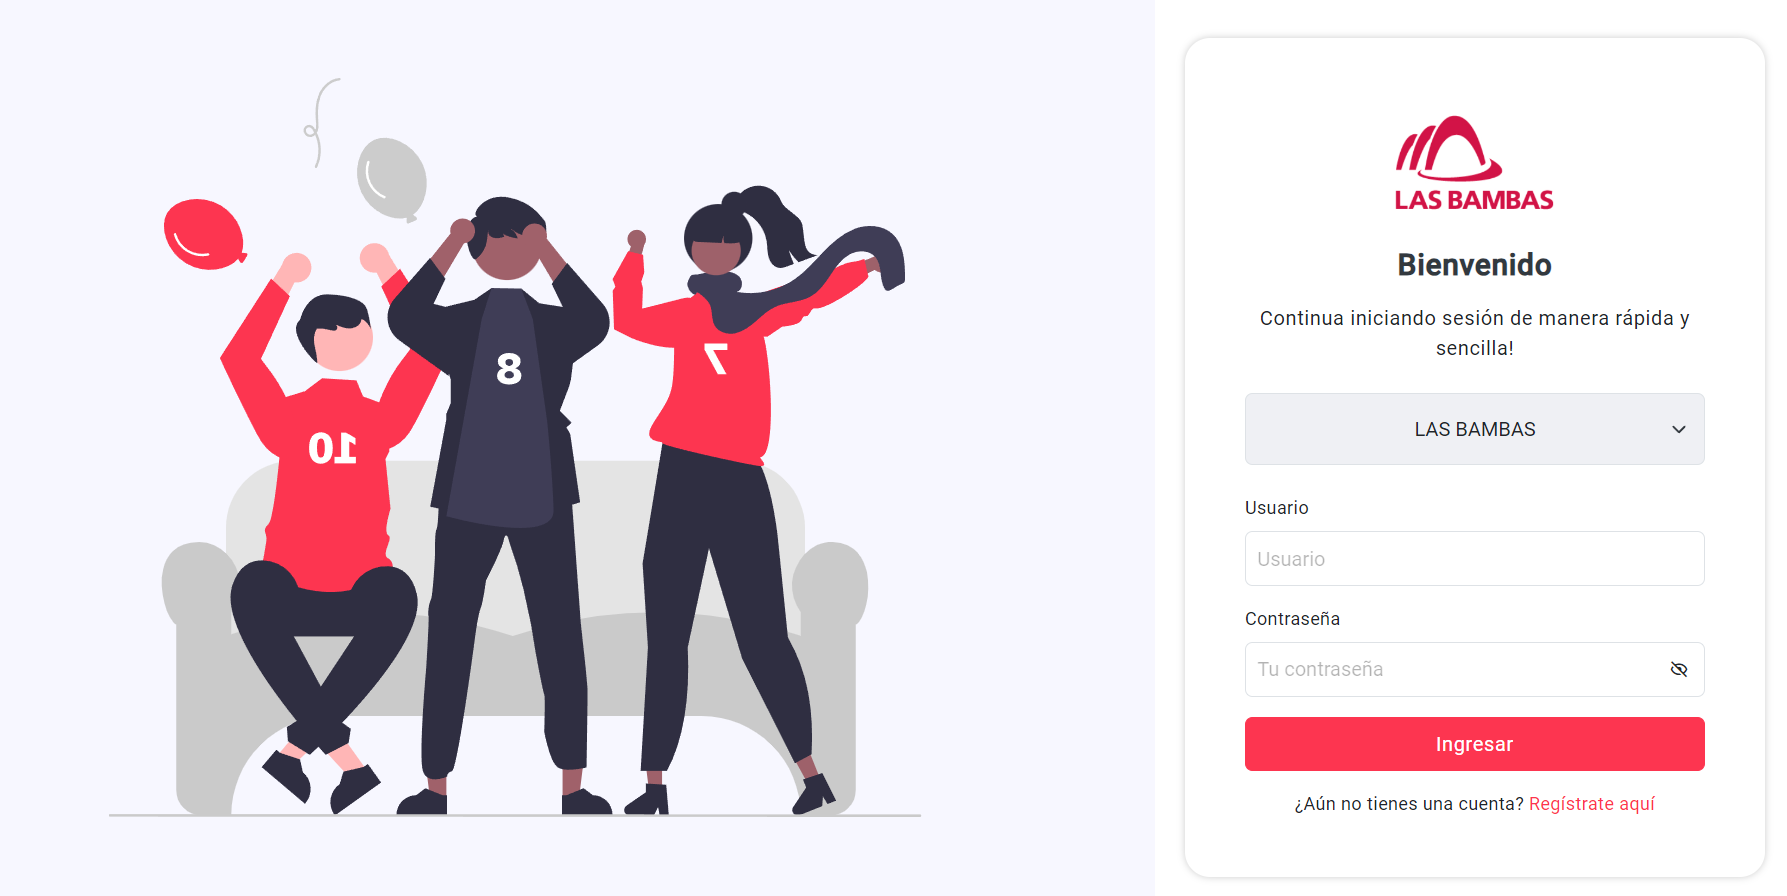 10
8
7
LAS BAMBAS
Bienvenido
Continua iniciando sesión de manera rápida y
sencilla!
LAS BAMBAS
Usuario
Usuario
Contraseña
Tu contraseña
Ingresar
¿Aún no tienes una cuenta? Regístrate aquí